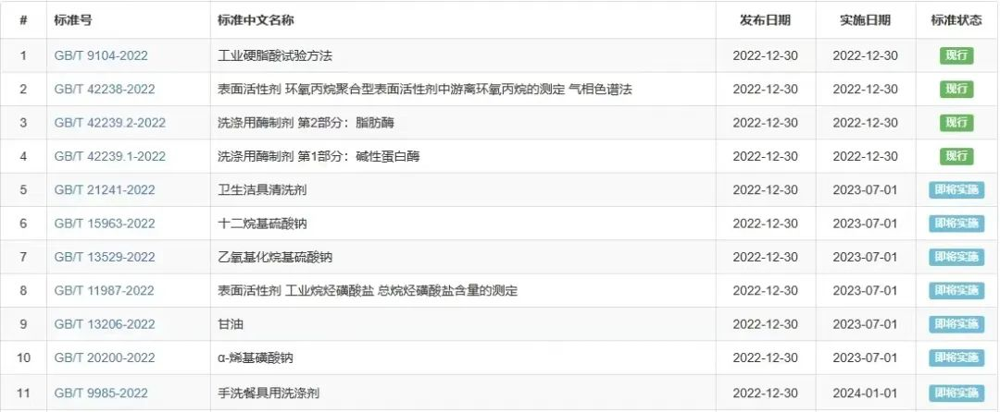 # 标准号 标准中文名称 发布日期 实施日期 标准状态
1 GB/T 9104-2022 工业硬脂酸试验方法 2022-12-30 2022-12-30 现行
2 GB/T 42238-2022 表面活性剂 环氧丙烷聚合型表面活性剂中游离环氧丙烷的测定 气相色谱法 2022-12-30 2022-12-30 现行
3 GB/T 42239.2-2022 洗涤用酶制剂 第2部分：脂肪酶 2022-12-30 2022-12-30 现行
4 GB/T 42239.1-2022 洗涤用酶制剂 第1部分：碱性蛋白酶 2022-12-30 2022-12-30 现行
5 GB/T 21241-2022 卫生洁具清洗剂 2022-12-30 2023-07-01 即将实施
6 GB/T 15963-2022 十二烷基硫酸钠 2022-12-30 2023-07-01 即将实施
7 GB/T 13529-2022 乙氧基化烷基硫酸钠 2022-12-30 2023-07-01 即将实施
8 GB/T 11987-2022 表面活性剂 工业烷烃磺酸盐 总烷烃磺酸盐含量的测定 2022-12-30 2023-07-01 即将实施
9 GB/T 13206-2022 甘油 2022-12-30 2023-07-01 即将实施
10 GB/T 20200-2022 α-烯基磺酸钠 2022-12-30 2023-07-01 即将实施
11 GB/T 9985-2022 手洗餐具用洗涤剂 2022-12-30 2024-01-01 即将实施